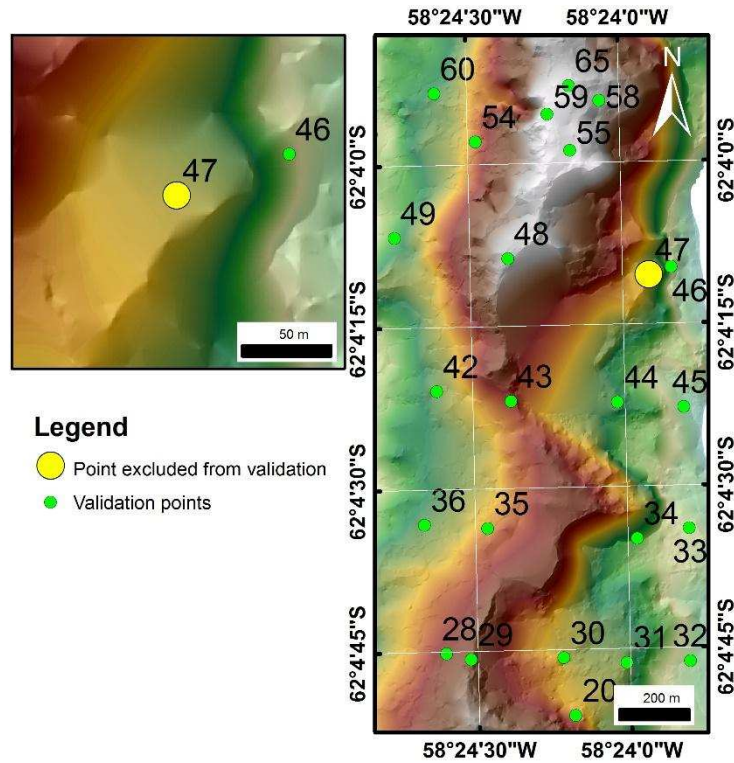 58°24'30"W 58°24'0"W
N
47
46
50 m
62°4'0"S
62°4'15"S
62°4'30"S
62°4'45"S
Legend
Point excluded from validation
Validation points
60
65
59
58
54
55
49
48
47
46
42
43
44
45
36
35
34
33
28
29
30
31
32
20
200 m
62°4'0"S
62°4'15"S
62°4'30"S
62°4'45"S
58°24'30"W 58°24'0"W